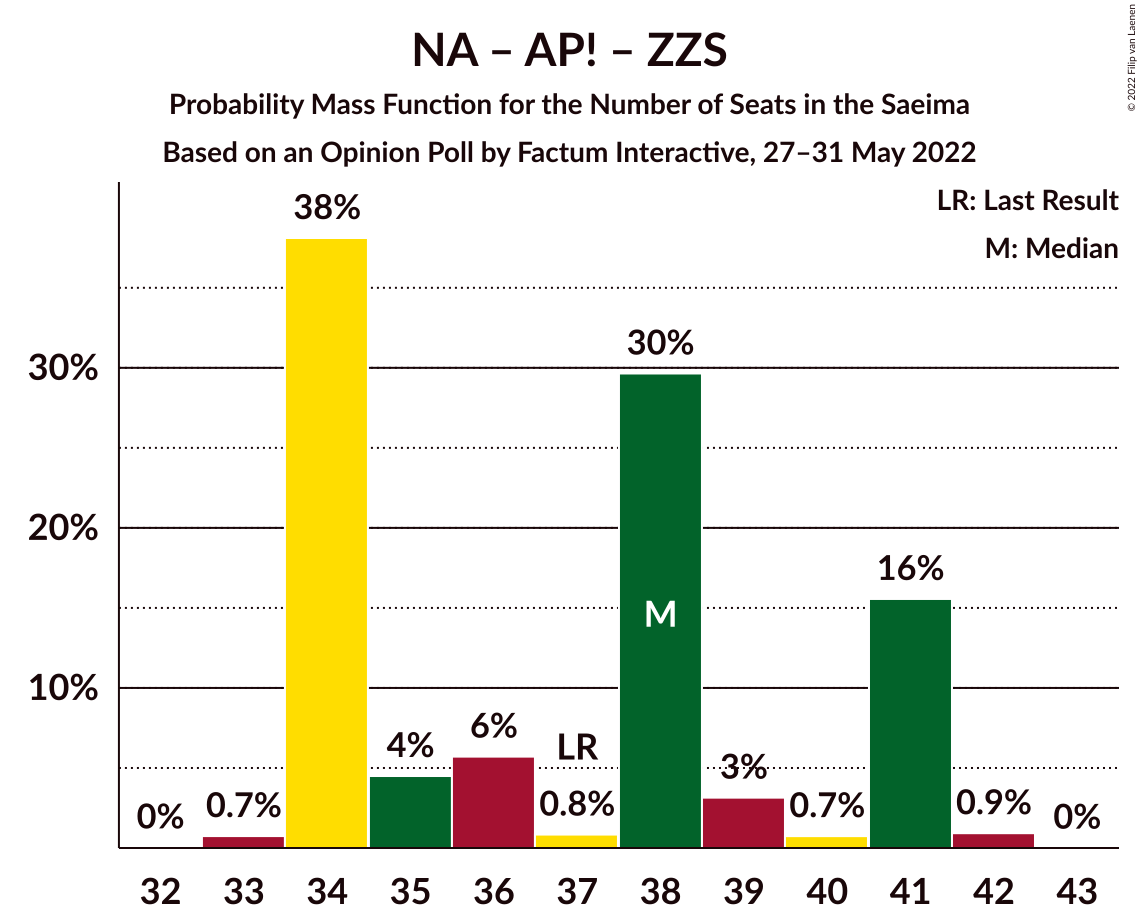 NA – AP! – ZZS
Probability Mass Function for the Number of Seats in the Saeima
Based on an Opinion Poll by Factum Interactive, 27–31 May 2022
© 2022 Filip van Laenen
LR: Last Result
M: Median
38%
30%
30%
20%
16%
M
10%
6%
LR
4%
3%
0%
0.7%
0.8%
0.7%
0.9%
0%
32 33 34 35 36 37 38 39 40 41 42 43